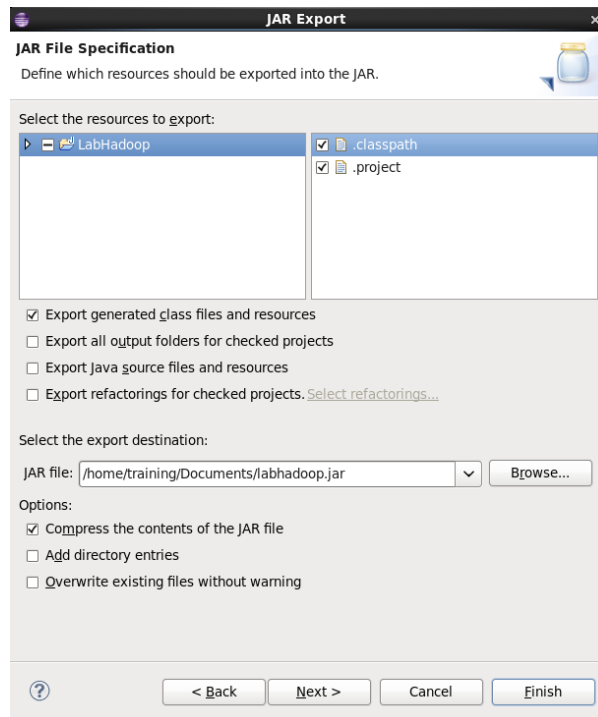 JAR Export
JAR File Specification
Define which resources should be exported into the JAR.
Select the resources to export:
LabHadoop
.classpath
.project
Export generated class files and resources
Export all output folders for checked projects
Export Java source files and resources
Export refactorings for checked projects. Select refactorings...
Select the export destination:
JAR file: /home/training/Documents/labhadoop.jar Browse...
Options:
Compress the contents of the JAR file
Add directory entries
Overwrite existing files without warning
< Back Next > Cancel Finish